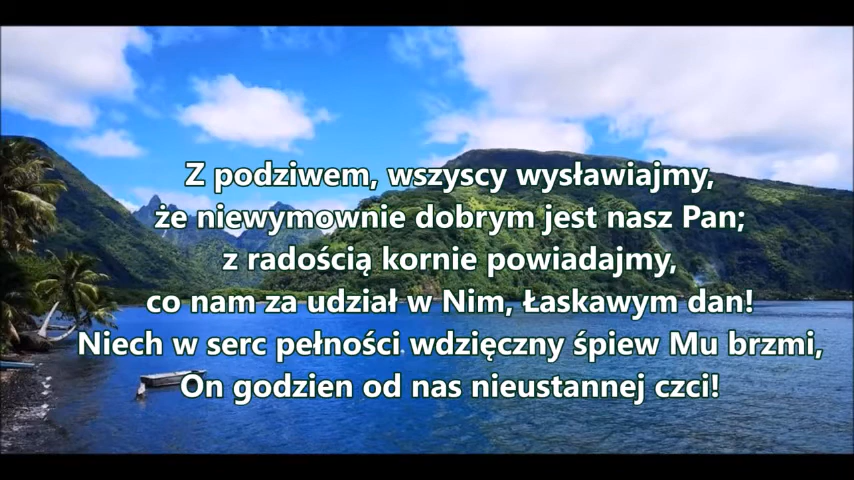 Z podziwem, wszyscy wysławiajmy,
że niewymownie dobrym jest nasz Pan;
z radością kornie powiadajmy,
co nam za udział w Nim, Łaskawym dan!
Niech w serc pełności wdzięczny śpiew Mu brzmi,
On godzien od nas nieustannej czci!